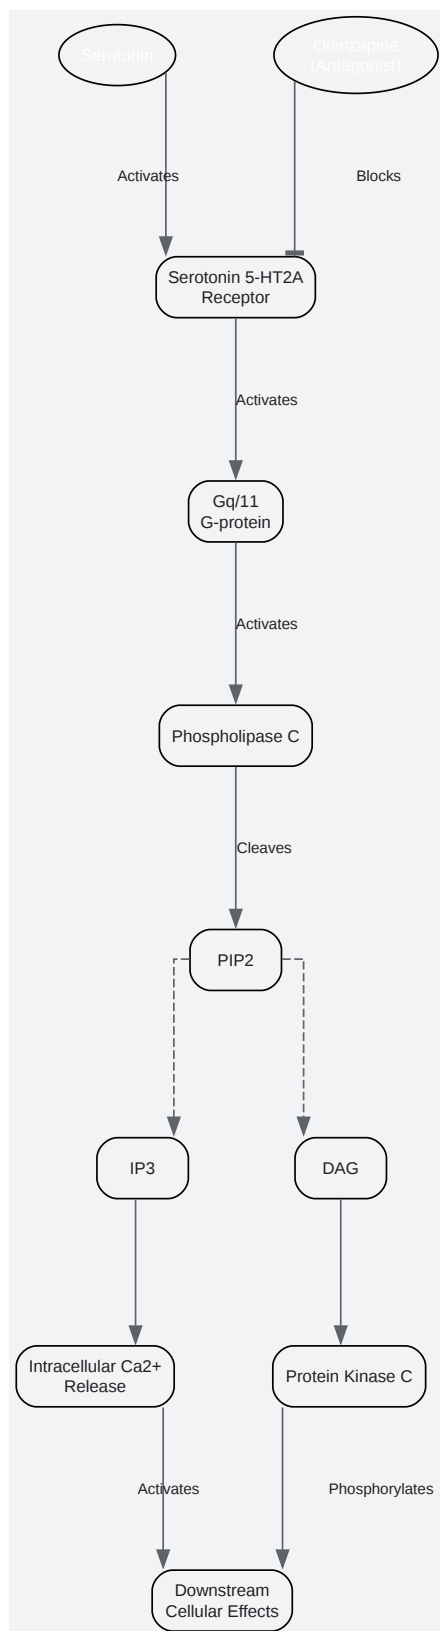 Serotonin
Olanzapine
(Antagonist)
Activates
Blocks
Serotonin 5-HT2A
Receptor
Activates
Gq/11
G-protein
Activates
Phospholipase C
Cleaves
PIP2
IP3
DAG
Intracellular Ca2+
Release
Protein Kinase C
Activates
Phosphorylates
Downstream
Cellular Effects